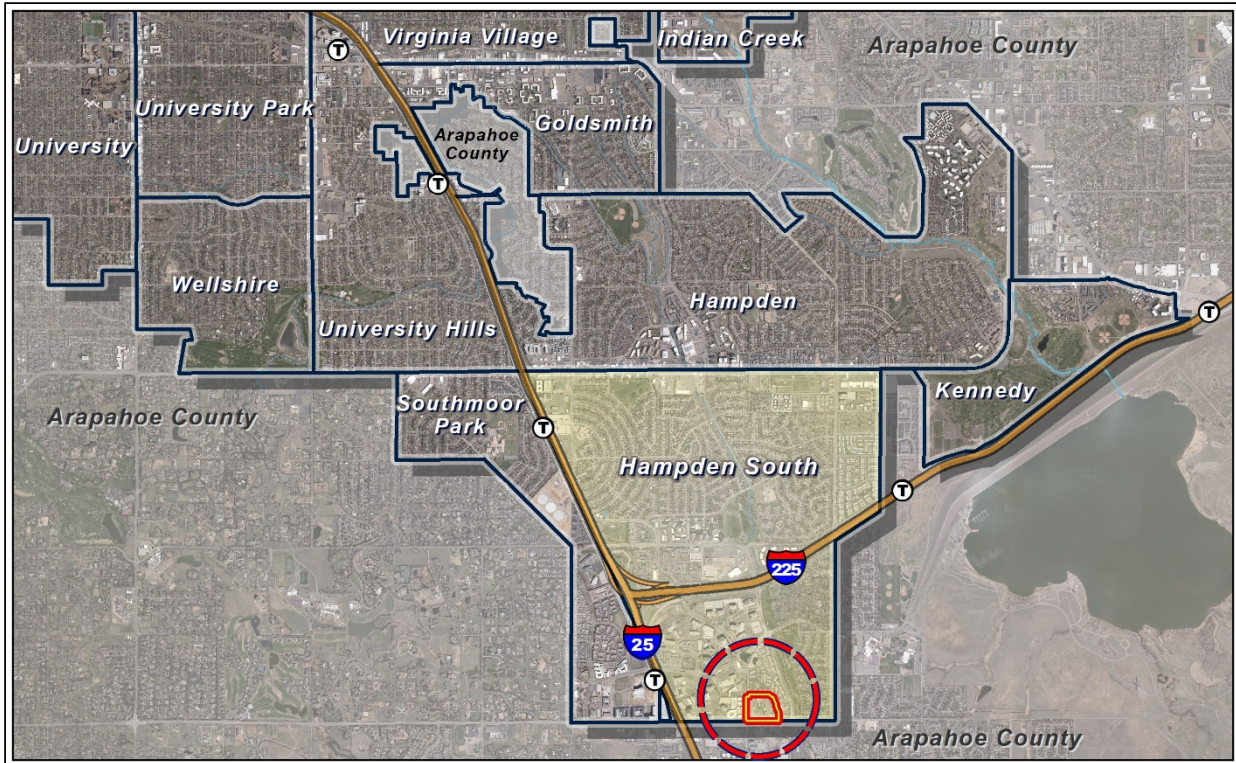 Virginia Village
Indian Creek
Arapahoe County
T
University Park
Goldsmith
University
Arapahoe
County
T
Wellshire
Hampden
T
University Hills
Kennedy
Arapahoe County
Southmoor
Park
T
Hampden South
T
225
25
T
Arapahoe County